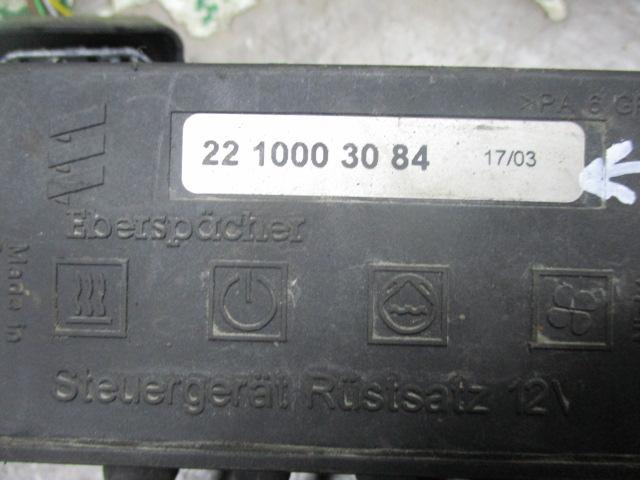 >PA 6 G
22 1000 30 84 17/03
Eberspächer
Made in
Steuergerät Rüstsatz 12V